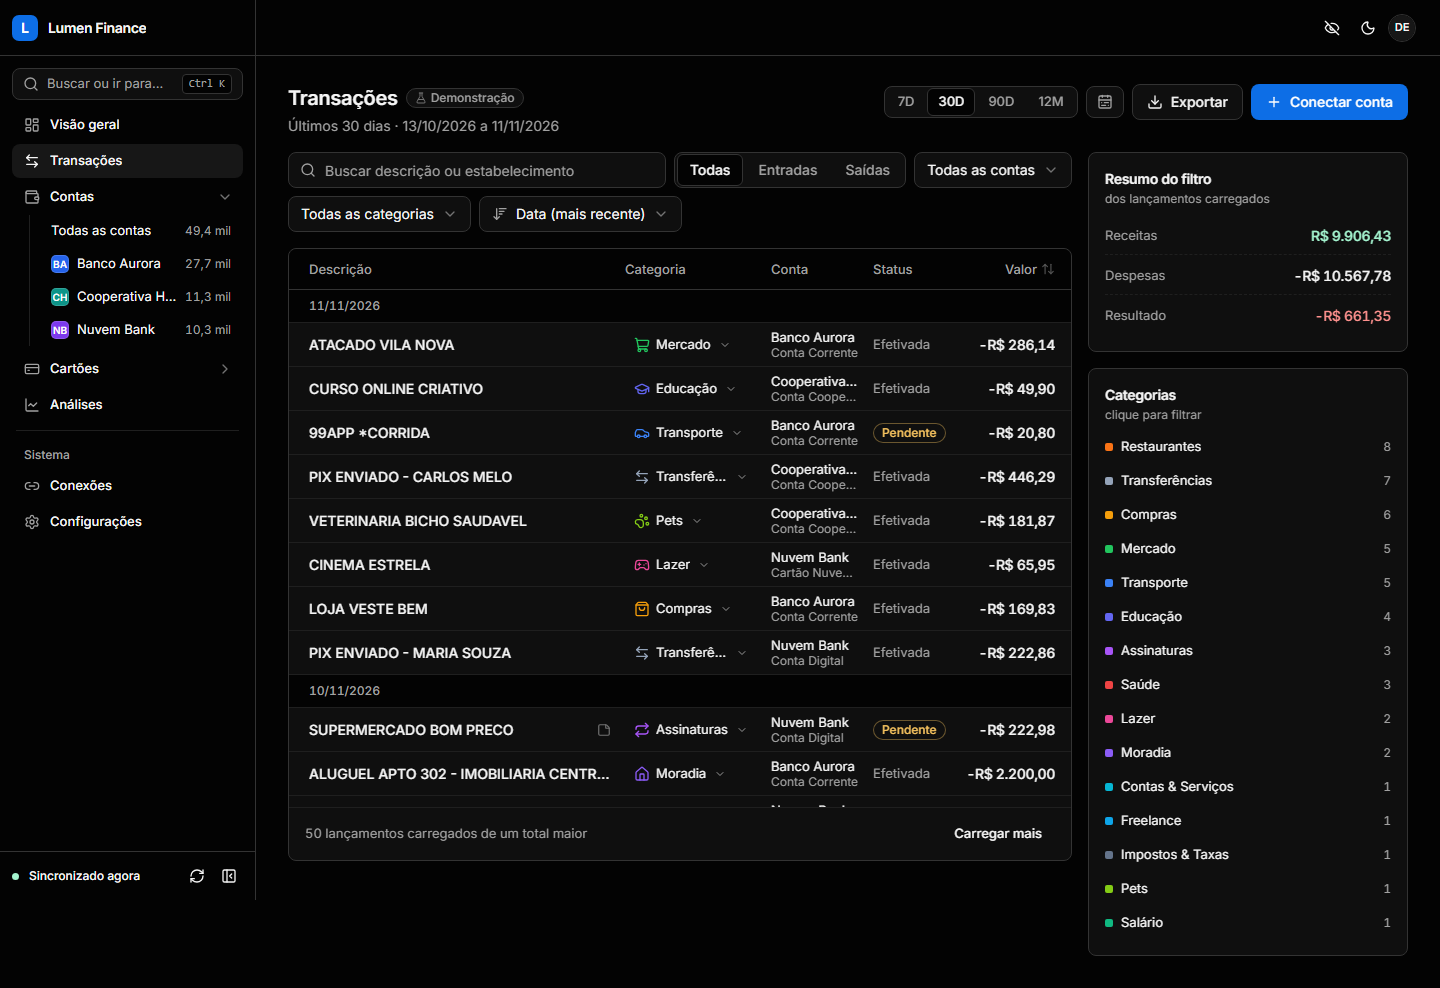 L Lumen Finance
DE
Buscar ou ir para... Ctrl K
Visão geral
Transações
Contas
Todas as contas 49,4 mil
BA Banco Aurora 27,7 mil
CH Cooperativa H... 11,3 mil
NB Nuvem Bank 10,3 mil
Cartões
Análises
Sistema
Conexões
Configurações
Sincronizado agora
Transações Demonstração
Últimos 30 dias · 13/10/2026 a 11/11/2026
7D 30D 90D 12M Exportar + Conectar conta
Buscar descrição ou estabelecimento Todas Entradas Saídas Todas as contas
Todas as categorias Data (mais recente)
Descrição Categoria Conta Status Valor
11/11/2026
ATACADO VILA NOVA Mercado Banco Aurora Efetivada -R$ 286,14
Conta Corrente
CURSO ONLINE CRIATIVO Educação Cooperativa... Efetivada -R$ 49,90
Conta Coope...
99APP *CORRIDA Transporte Banco Aurora Pendente -R$ 20,80
Conta Corrente
PIX ENVIADO - CARLOS MELO Transferê... Cooperativa... Efetivada -R$ 446,29
Conta Coope...
VETERINARIA BICHO SAUDAVEL Pets Cooperativa... Efetivada -R$ 181,87
Conta Coope...
CINEMA ESTRELA Lazer Nuvem Bank Efetivada -R$ 65,95
Cartão Nuve...
LOJA VESTE BEM Compras Banco Aurora Efetivada -R$ 169,83
Conta Corrente
PIX ENVIADO - MARIA SOUZA Transferê... Nuvem Bank Efetivada -R$ 222,86
Conta Digital
10/11/2026
SUPERMERCADO BOM PRECO Assinaturas Nuvem Bank Pendente -R$ 222,98
Conta Digital
ALUGUEL APTO 302 - IMOBILIARIA CENTR... Moradia Banco Aurora Efetivada -R$ 2.200,00
Conta Corrente
50 lançamentos carregados de um total maior Carregar mais
Resumo do filtro
dos lançamentos carregados
Receitas R$ 9.906,43
Despesas -R$ 10.567,78
Resultado -R$ 661,35
Categorias
clique para filtrar
Restaurantes 8
Transferências 7
Compras 6
Mercado 5
Transporte 5
Educação 4
Assinaturas 3
Saúde 3
Lazer 2
Moradia 2
Contas & Serviços 1
Freelance 1
Impostos & Taxas 1
Pets 1
Salário 1